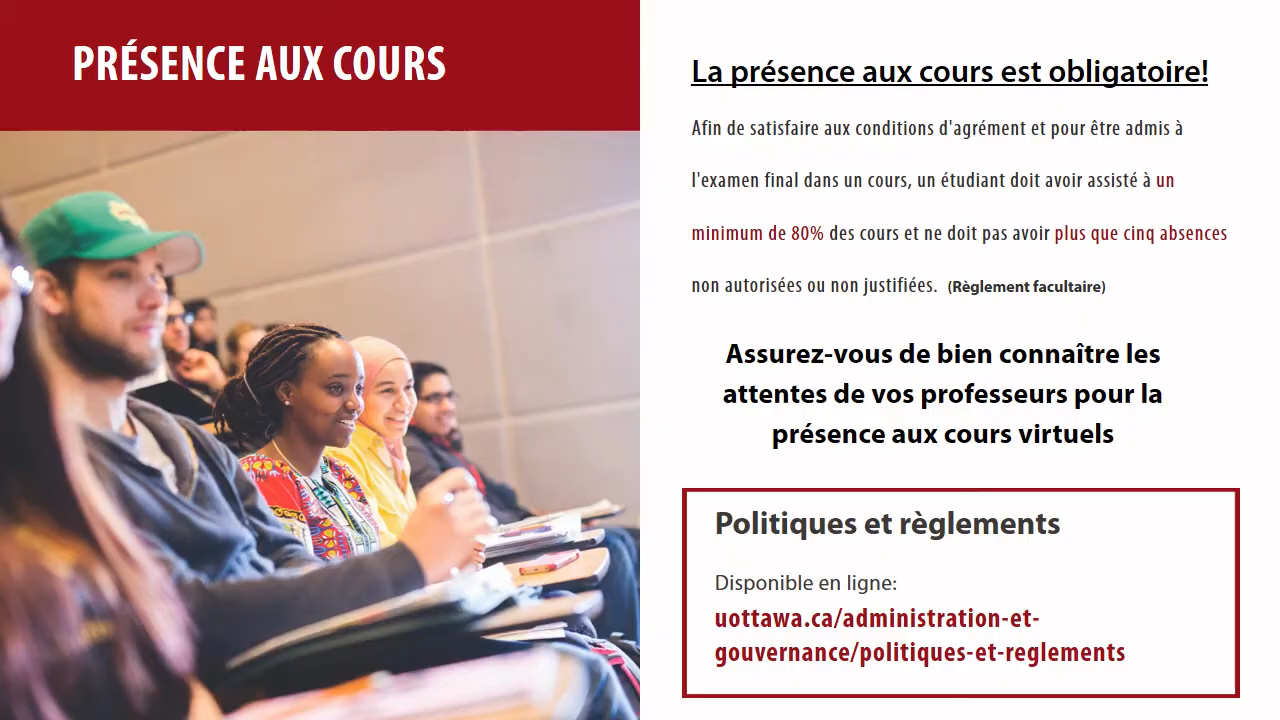 PRÉSENCE AUX COURS
La présence aux cours est obligatoire!
Afin de satisfaire aux conditions d'agrément et pour être admis à
l'examen final dans un cours, un étudiant doit avoir assisté à un
minimum de 80% des cours et ne doit pas avoir plus que cinq absences
non autorisées ou non justifiées. (Règlement facultaire)
Assurez-vous de bien connaître les
attentes de vos professeurs pour la
présence aux cours virtuels
Politiques et règlements
Disponible en ligne:
uottawa.ca/administration-et-
gouvernance/politiques-et-reglements